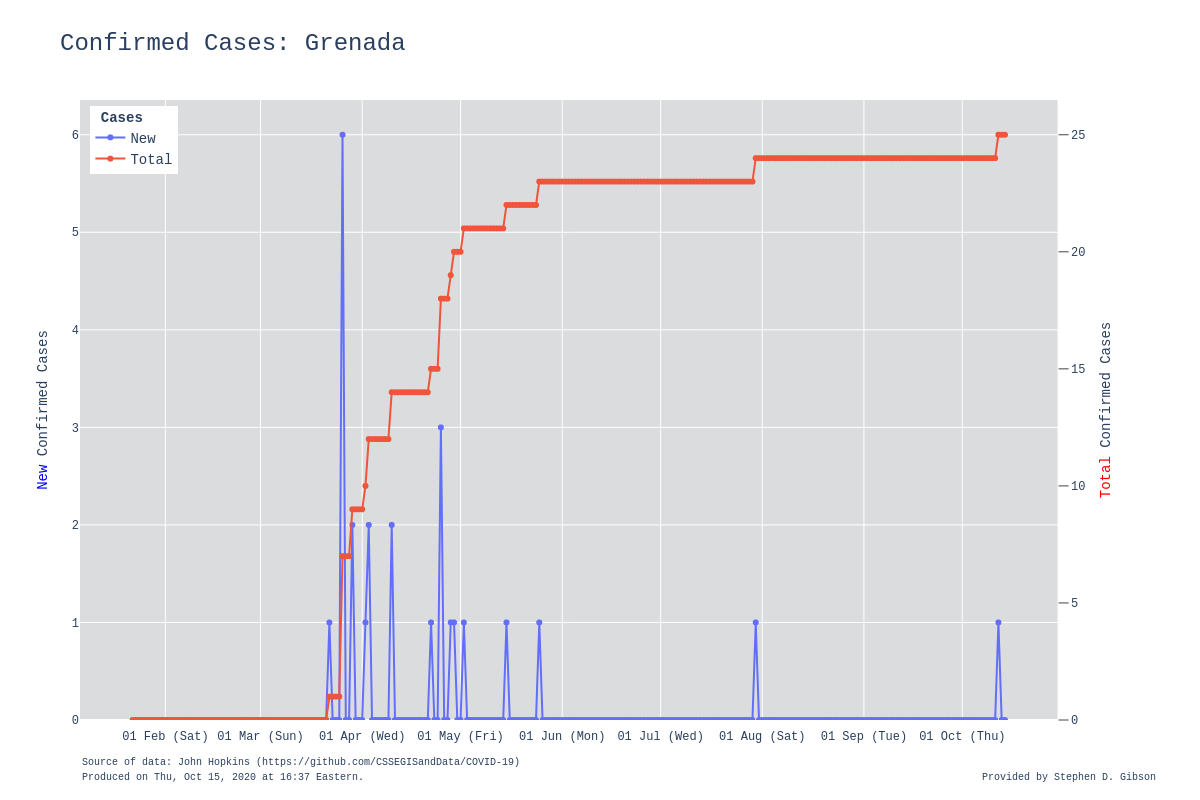 Confirmed Cases: Grenada
Cases
New
Total
6
5
4
3
2
1
0
25
20
15
10
5
0
New Confirmed Cases
Total Confirmed Cases
01 Feb (Sat) 01 Mar (Sun) 01 Apr (Wed) 01 May (Fri) 01 Jun (Mon) 01 Jul (Wed) 01 Aug (Sat) 01 Sep (Tue) 01 Oct (Thu)
Source of data: John Hopkins (https://github.com/CSSEGISandData/COVID-19)
Produced on Thu, Oct 15, 2020 at 16:37 Eastern.
Provided by Stephen D. Gibson